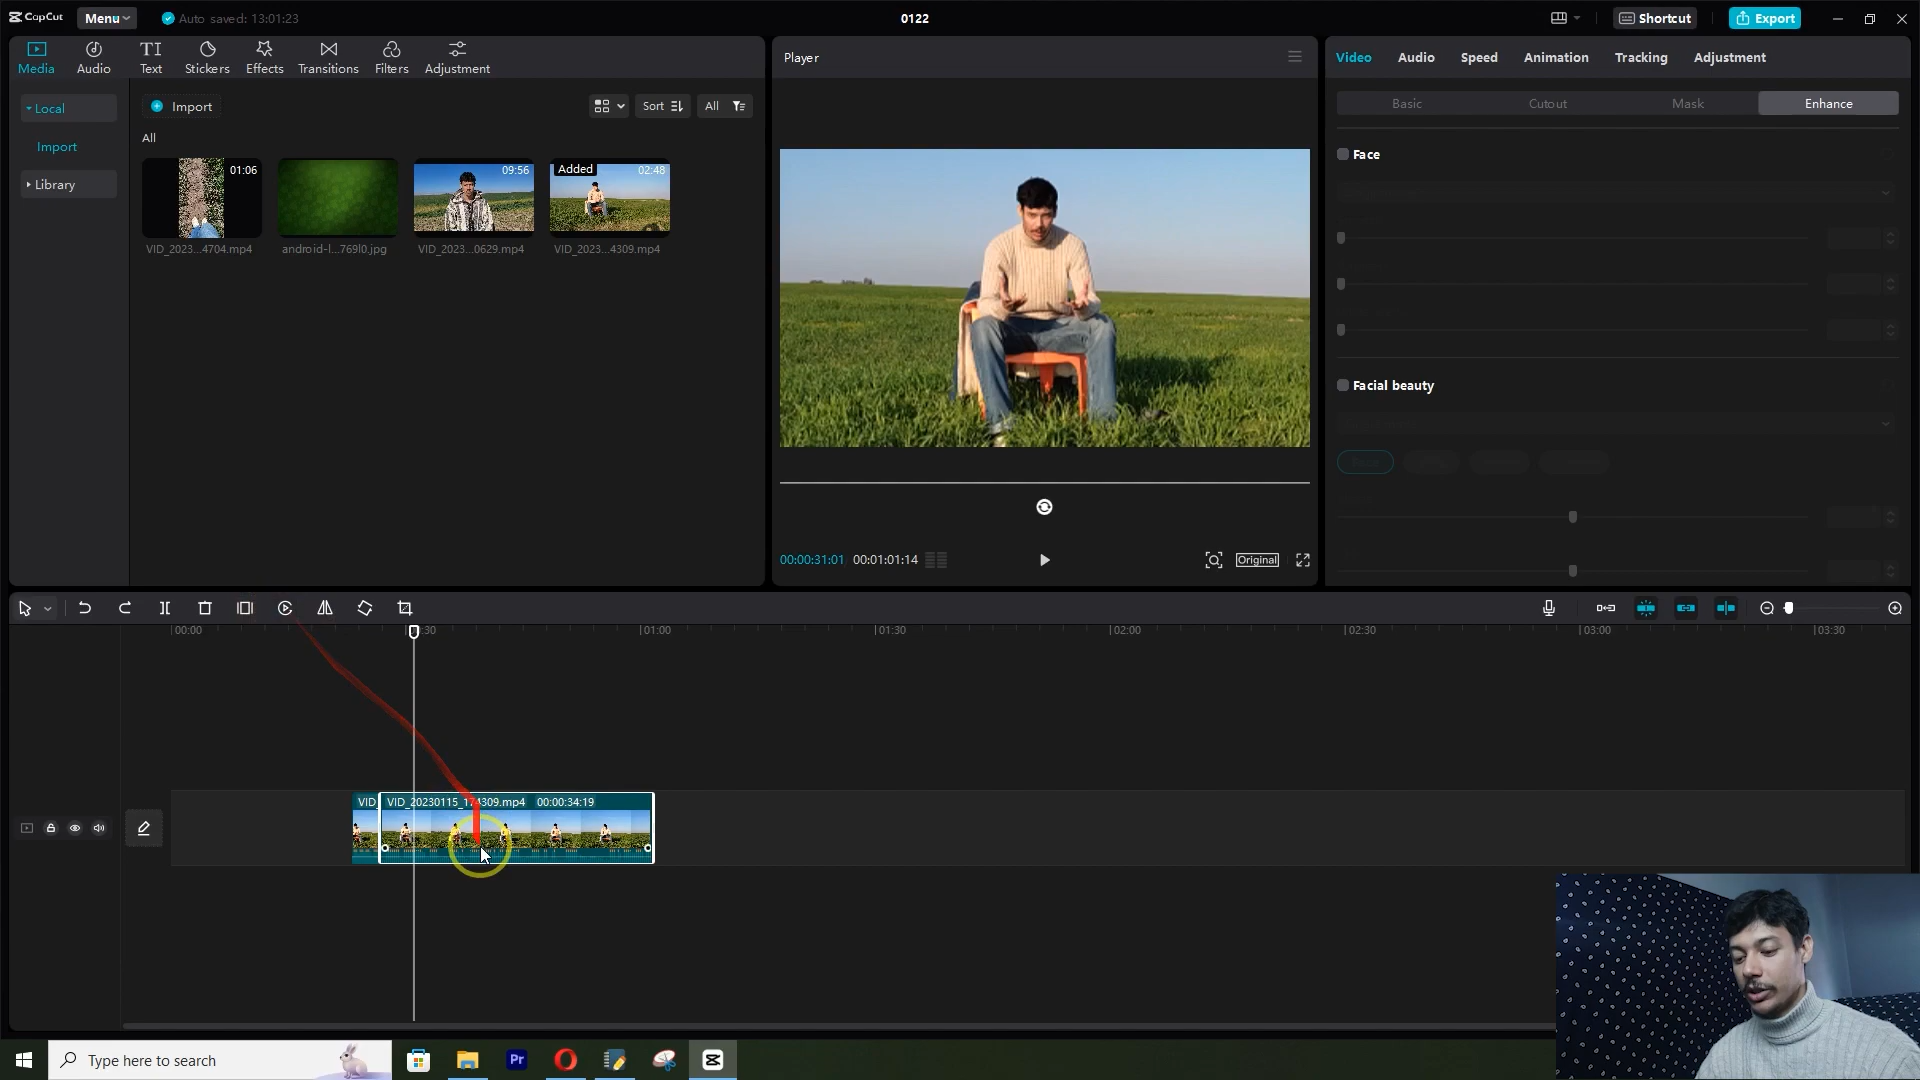 CapCut
Menu
Auto saved: 13:01:23
0122
Shortcut
Export
Media
Audio
Text
Stickers
Effects
Transitions
Filters
Adjustment
Local
Import
Library
Import
Sort
All
All
01:06
09:56
Added
02:48
VID_2023...4704.mp4
android-l...769l0.jpg
VID_2023...0629.mp4
VID_2023...4309.mp4
Player
00:00:31:01
00:01:01:14
Original
Video
Audio
Speed
Animation
Tracking
Adjustment
Basic
Cutout
Mask
Enhance
Face
Facial beauty
00:00
01:00
01:30
02:00
02:30
03:00
03:30
VID
00:00:34:19
Type here to search
Pr